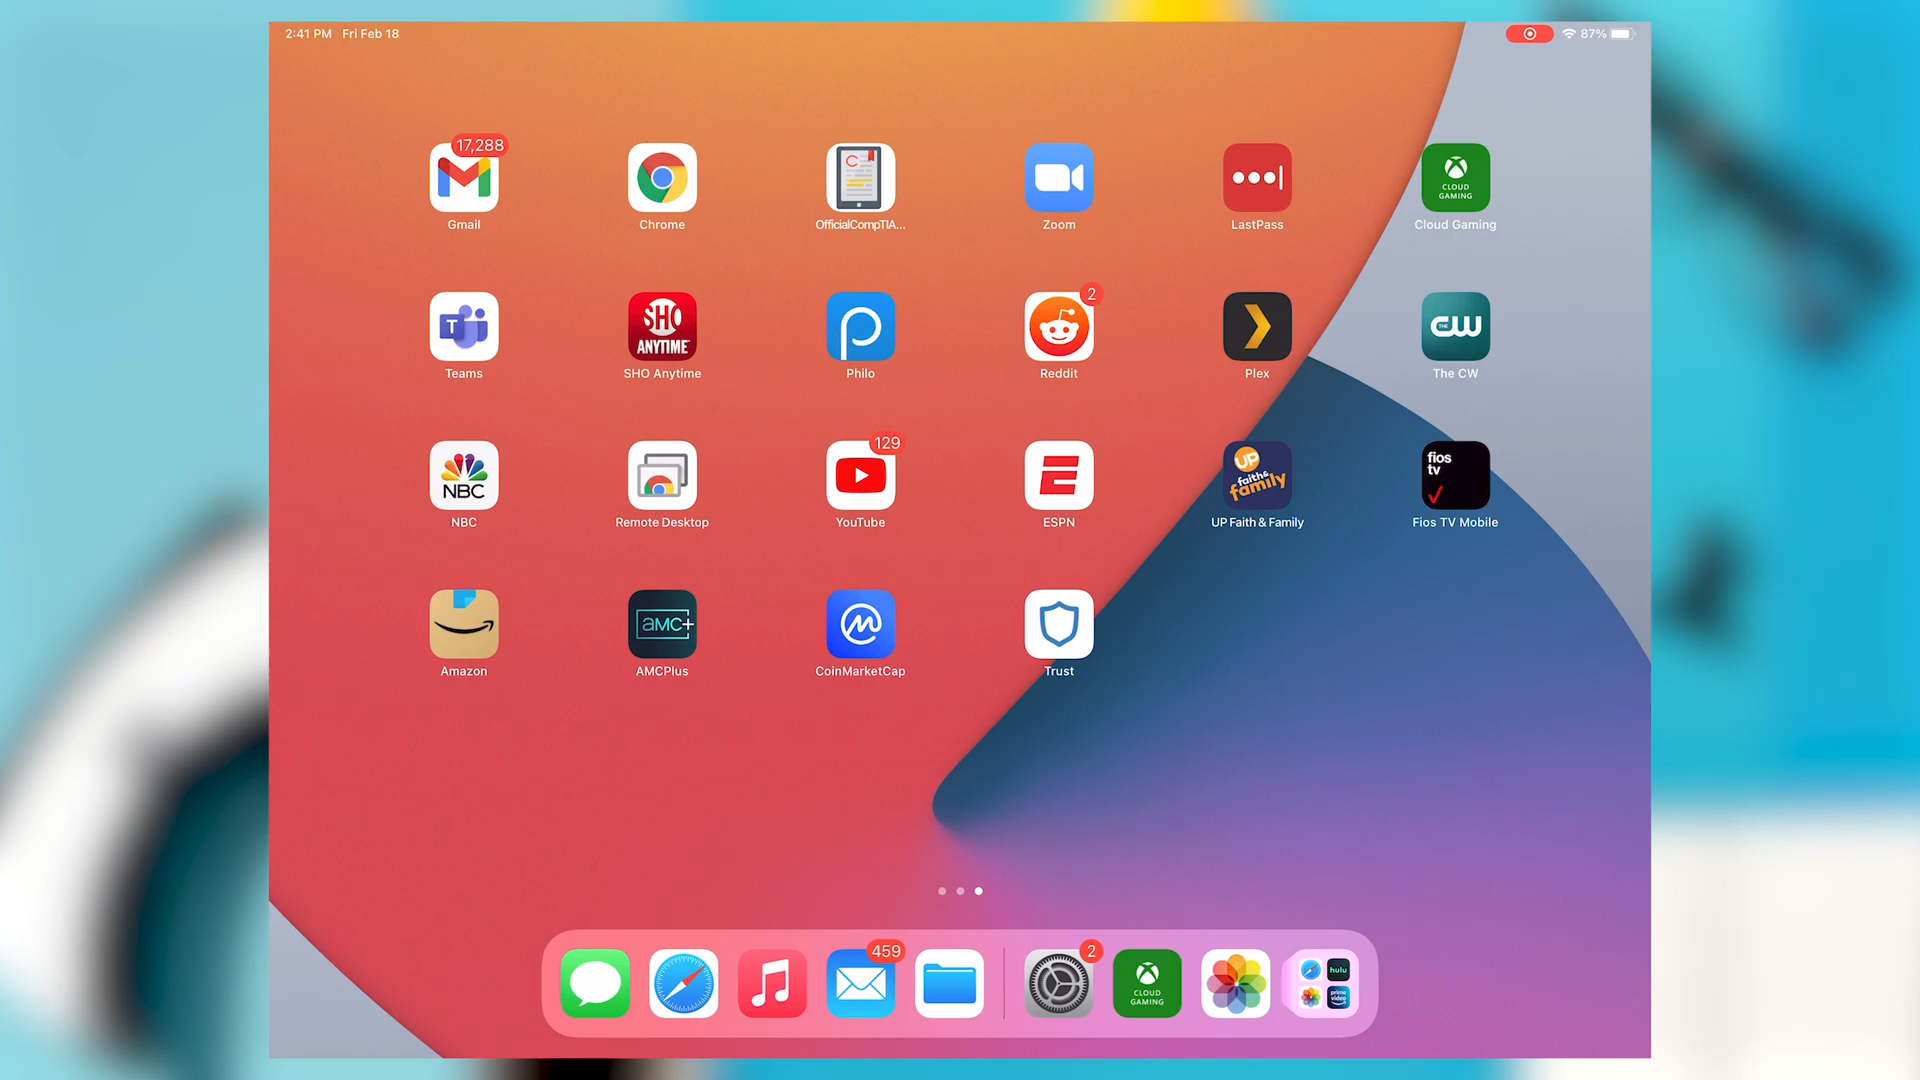 2:41 PM Fri Feb 18
87%
17,288
C
CLOUD
GAMING
Gmail Chrome OfficialCompTIA... Zoom LastPass Cloud Gaming
2
T SHO
ANYTIME
THE CW
Teams SHO Anytime Philo Reddit Plex The CW
129
NBC
UP
faith&
family
fios
tv
NBC Remote Desktop YouTube ESPN UP Faith & Family Fios TV Mobile
aMC+
Amazon AMCPlus CoinMarketCap Trust
459 2
CLOUD
GAMING
hulu
prime
video